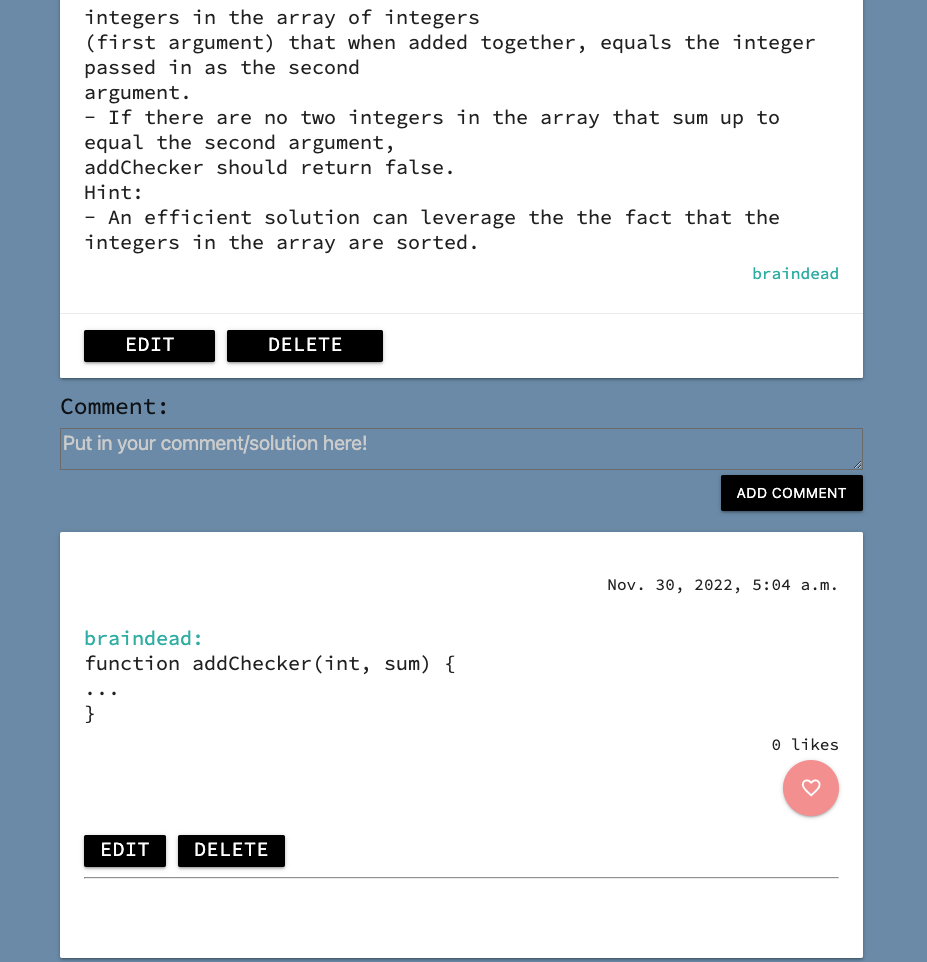 integers in the array of integers
(first argument) that when added together, equals the integer
passed in as the second
argument.
- If there are no two integers in the array that sum up to
equal the second argument,
addChecker should return false.
Hint:
- An efficient solution can leverage the the fact that the
integers in the array are sorted.
braindead
EDIT DELETE
Comment:
Put in your comment/solution here!
ADD COMMENT
Nov. 30, 2022, 5:04 a.m.
braindead:
function addChecker(int, sum) {
...
}
0 likes
EDIT DELETE